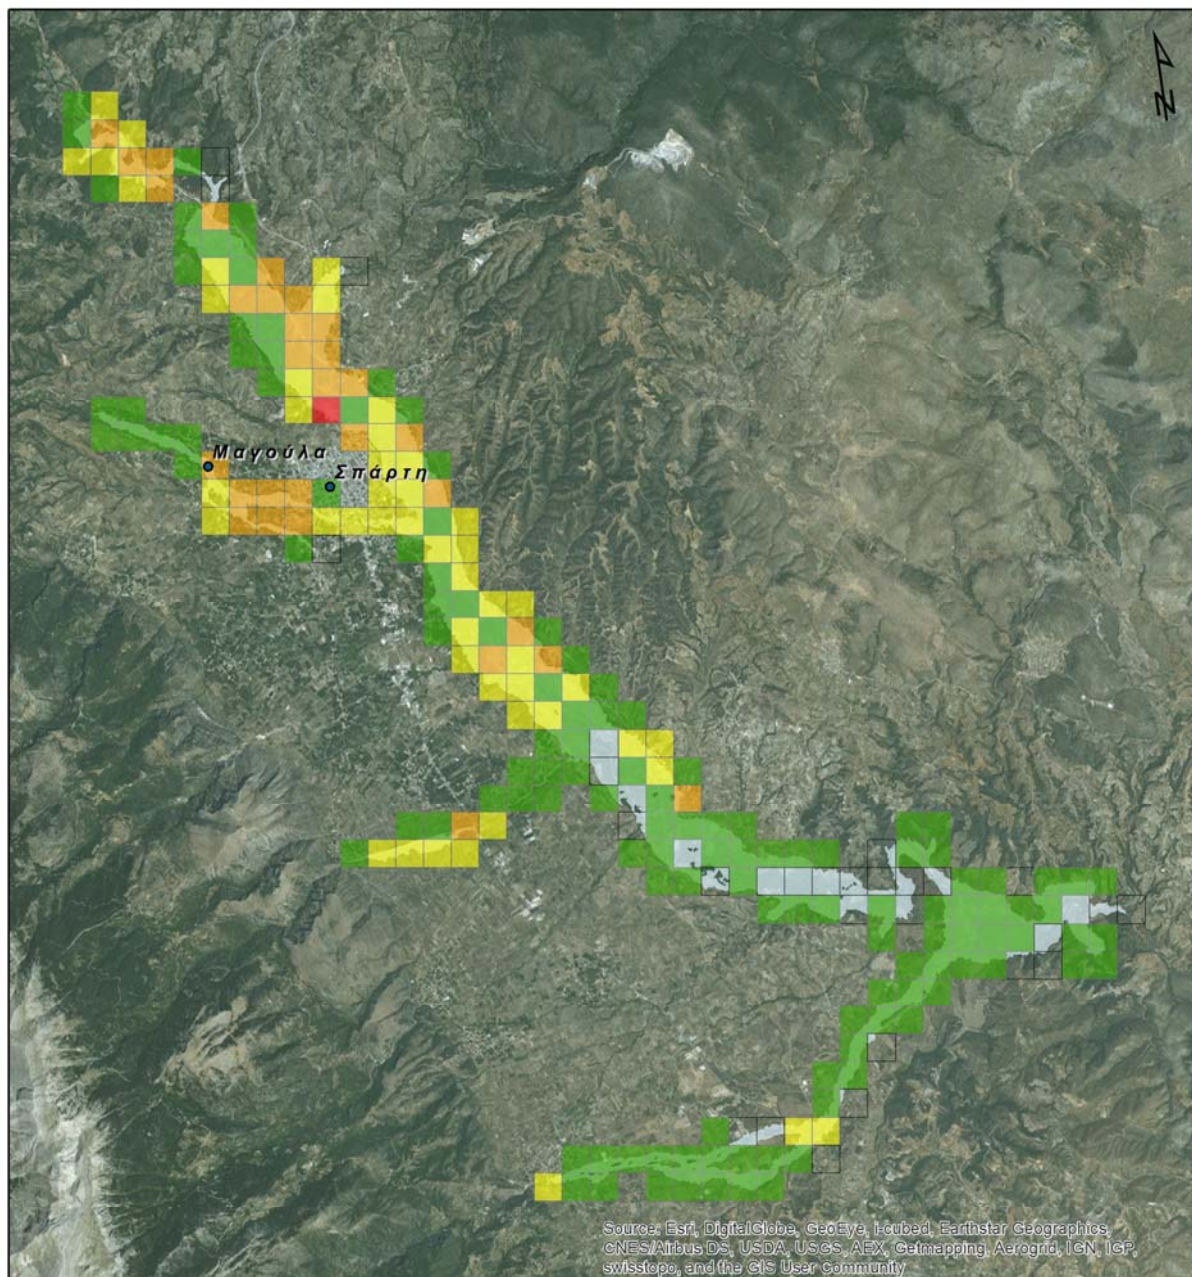 N
Μαγούλα
Σπάρτη
Source: Esri, DigitalGlobe, GeoEye, i-cubed, Earthstar Geographics,
CNES/Airbus DS, USDA, USGS, AEX, Getmapping, Aerogrid, IGN, IGP,
swisstopo, and the GIS User Community